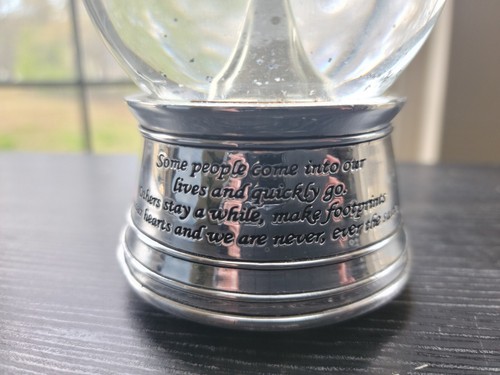 Some people come into our
lives and quickly go.
stay a while, make footprints
hearts and we are never, ever the